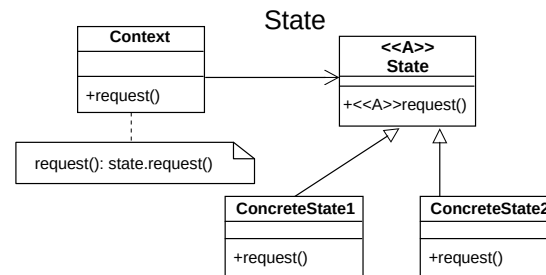 State
Context
+request()
<<A>>
State
+<<A>>request()
request(): state.request()
ConcreteState1
+request()
ConcreteState2
+request()